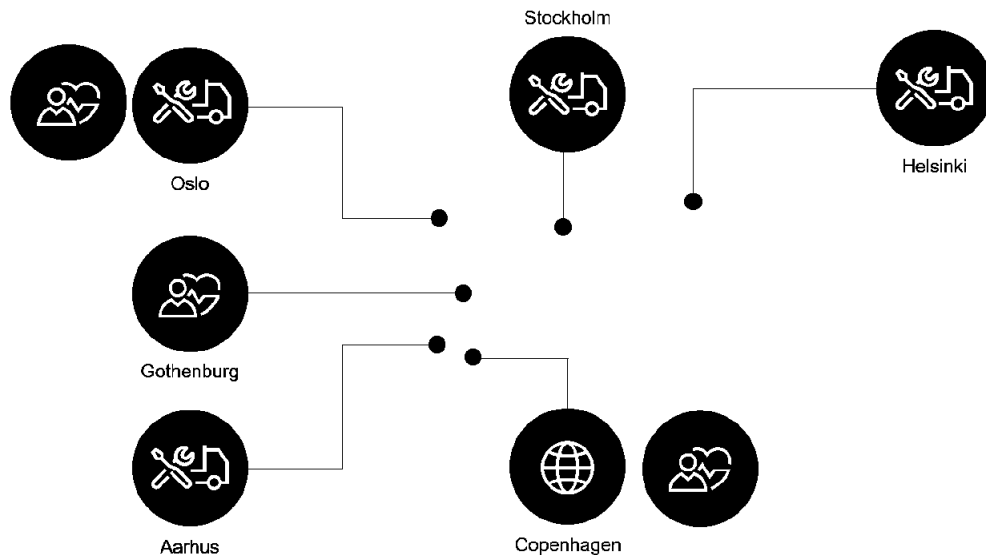 Stockholm
Helsinki
Oslo
Gothenburg
Aarhus
Copenhagen